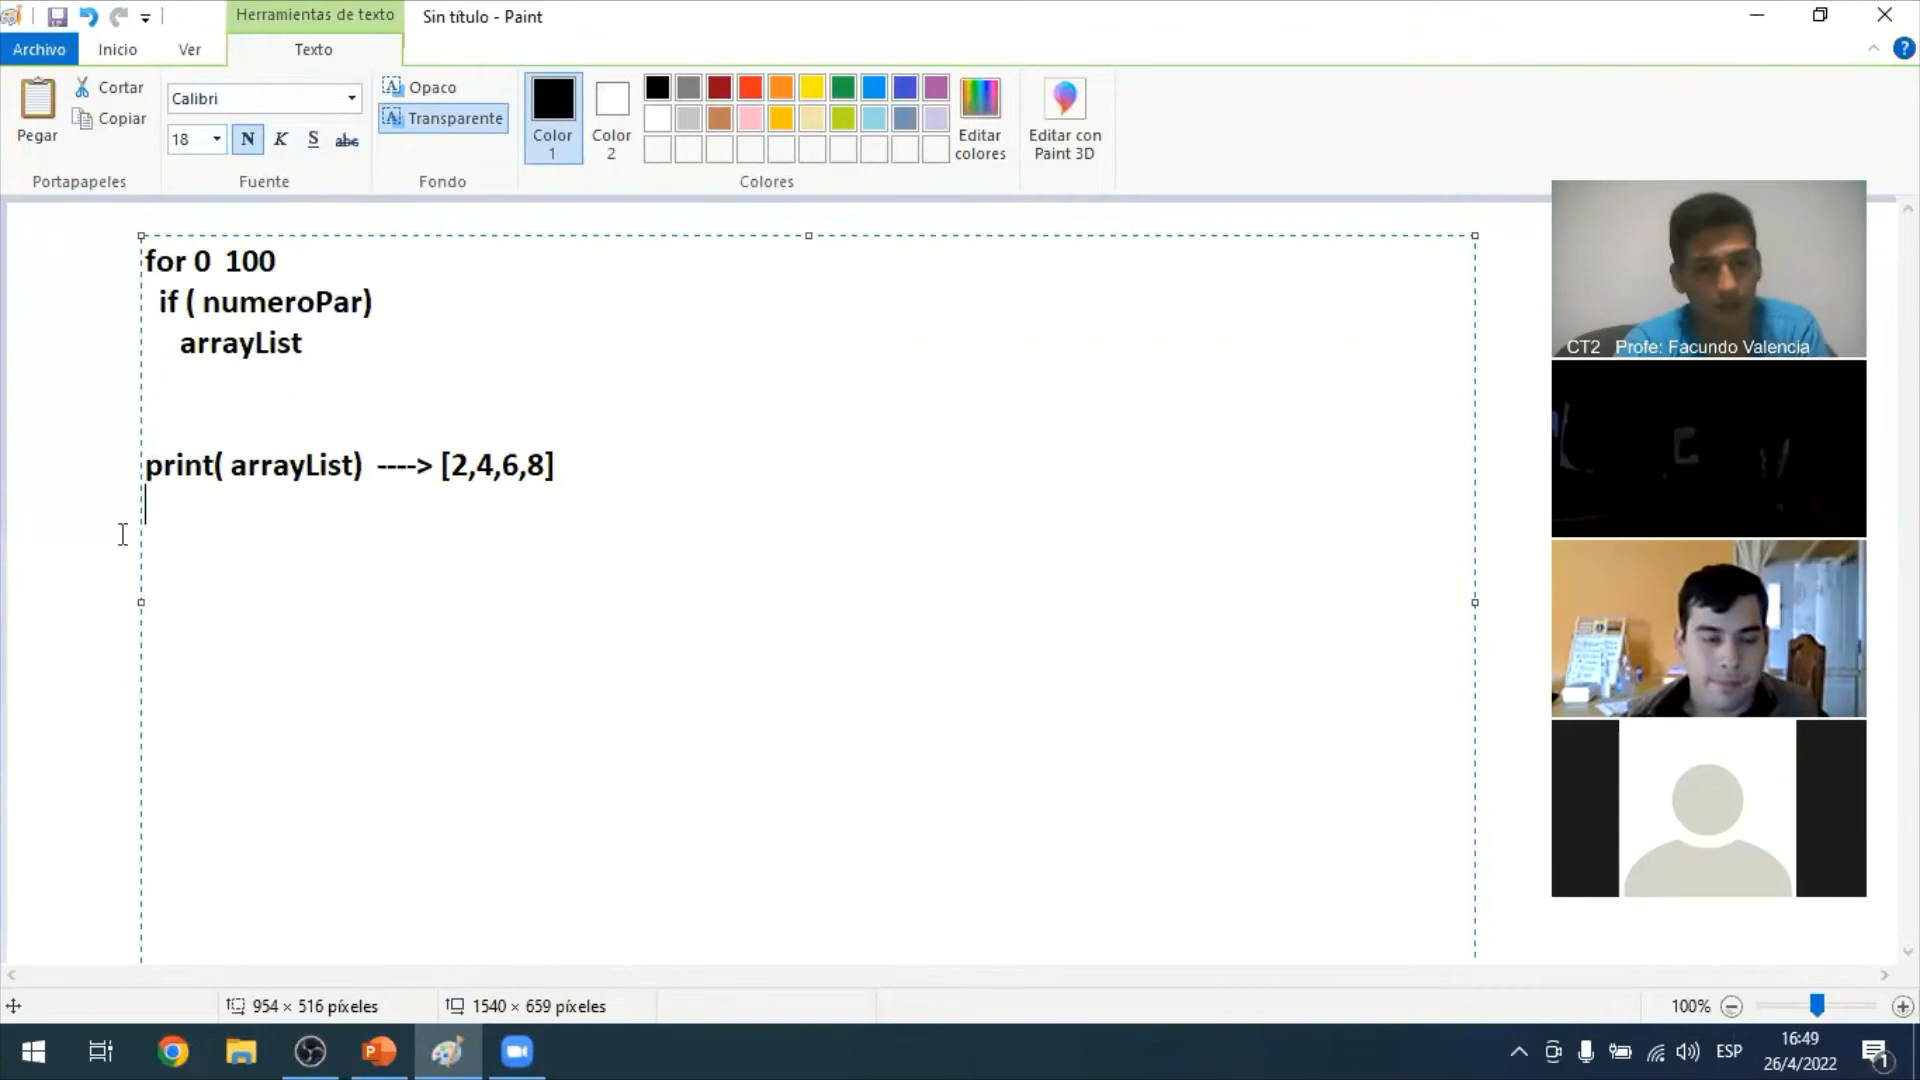 Herramientas de texto
Sin título - Paint
Archivo
Inicio
Ver
Texto
Pegar
Cortar
Copiar
Portapapeles
Calibri
18
N
K
S
abc
Fuente
Opaco
Transparente
Fondo
Color
1
Color
2
Editar
colores
Colores
Editar con
Paint 3D
for 0  100
if ( numeroPar)
arrayList
print( arrayList)  ----> [2,4,6,8]
CT2   Profe: Facundo Valencia
954 × 516 píxeles
1540 × 659 píxeles
100%
ESP
16:49
26/4/2022
1